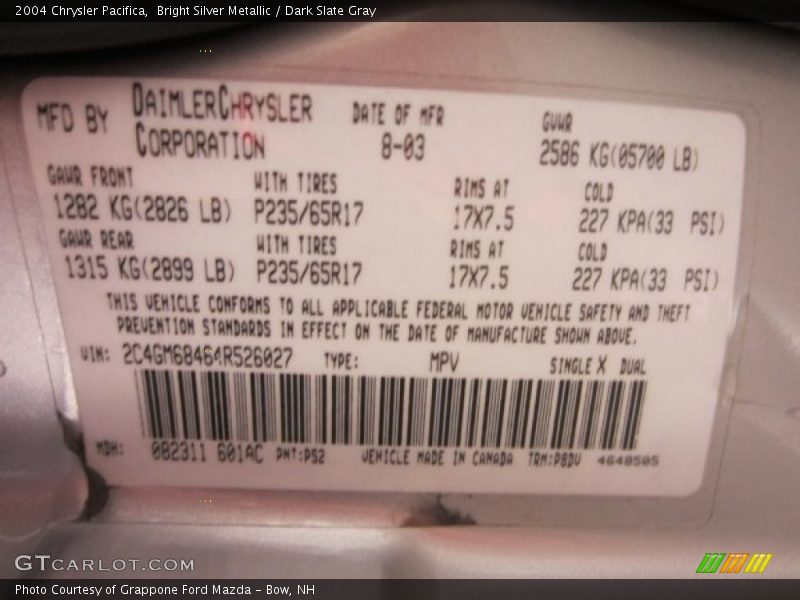 2004 Chrysler Pacifica,  Bright Silver Metallic / Dark Slate Gray
MFD BY DAIMLERCHRYSLER CORPORATION DATE OF MFR 8-03 GVWR 2586 KG(05700 LB)
GAWR FRONT WITH TIRES RIMS AT COLD
1282 KG(2826 LB) P235/65R17 17X7.5 227 KPA(33 PSI)
GAWR REAR WITH TIRES RIMS AT COLD
1315 KG(2899 LB) P235/65R17 17X7.5 227 KPA(33 PSI)
THIS VEHICLE CONFORMS TO ALL APPLICABLE FEDERAL MOTOR VEHICLE SAFETY AND THEFT
PREVENTION STANDARDS IN EFFECT ON THE DATE OF MANUFACTURE SHOWN ABOVE.
VIN: 2C4GM68464R526027 TYPE: MPV SINGLE X DUAL
MDH: 082311 601AC PNT:PS2 VEHICLE MADE IN CANADA TRM:P8DV 4648505
GTCARLOT.COM
Photo Courtesy of Grappone Ford Mazda – Bow, NH